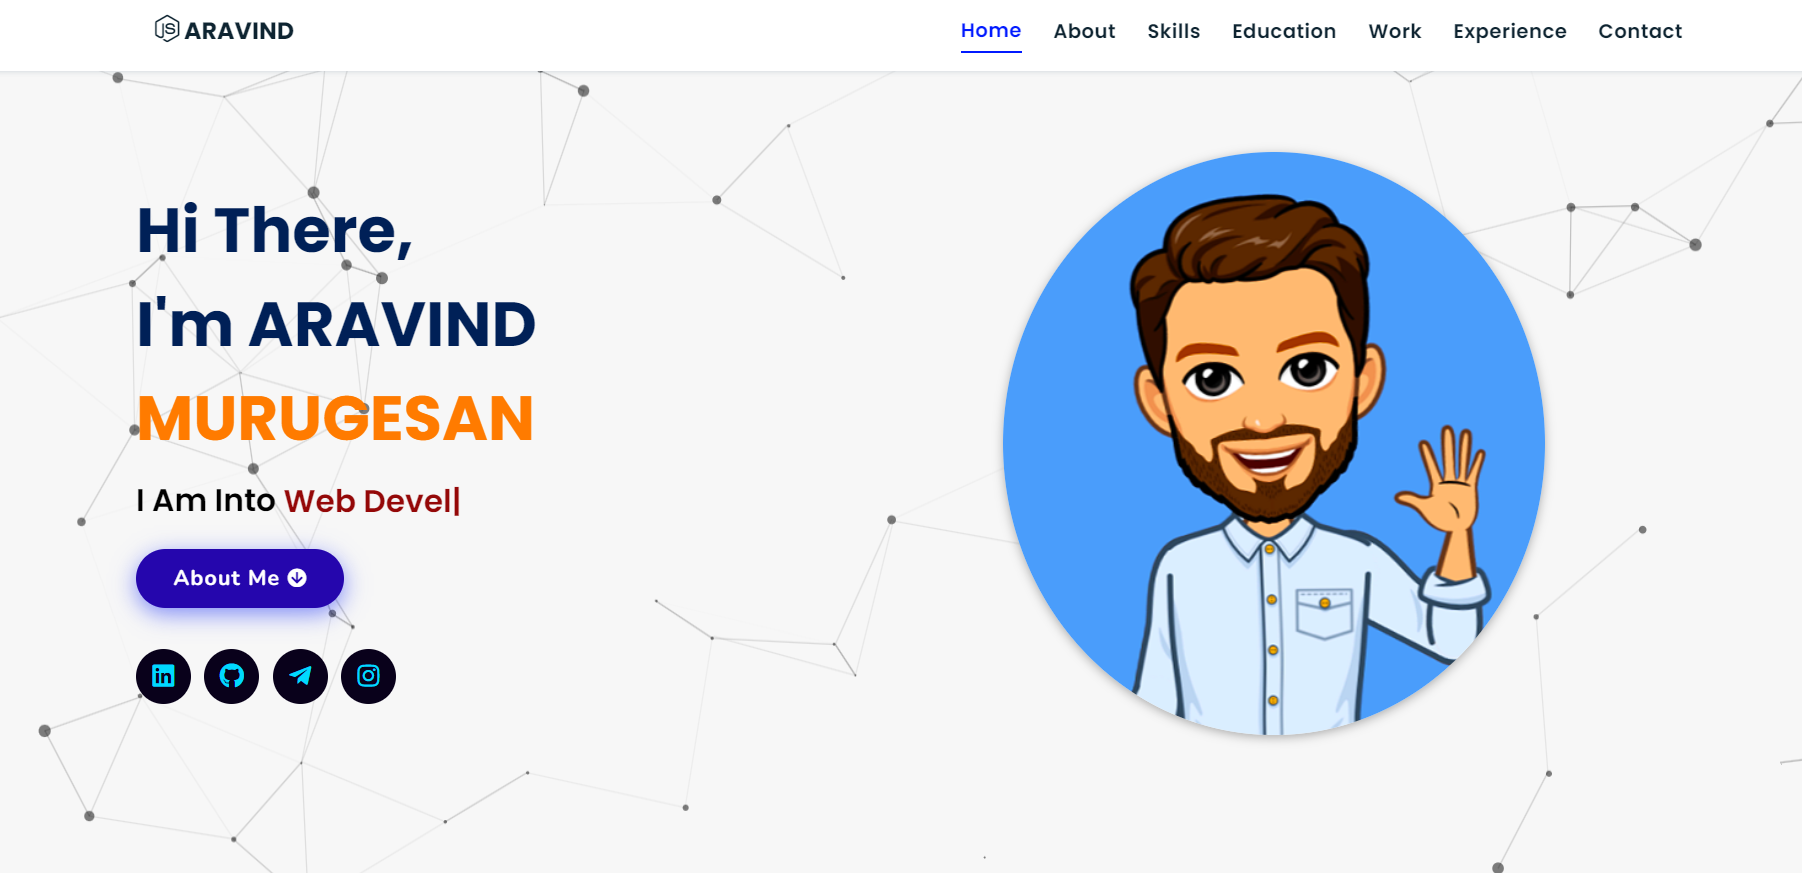 ARAVIND
Home About Skills Education Work Experience Contact
Hi There,
I'm ARAVIND
MURUGESAN
I Am Into Web Devel|
About Me